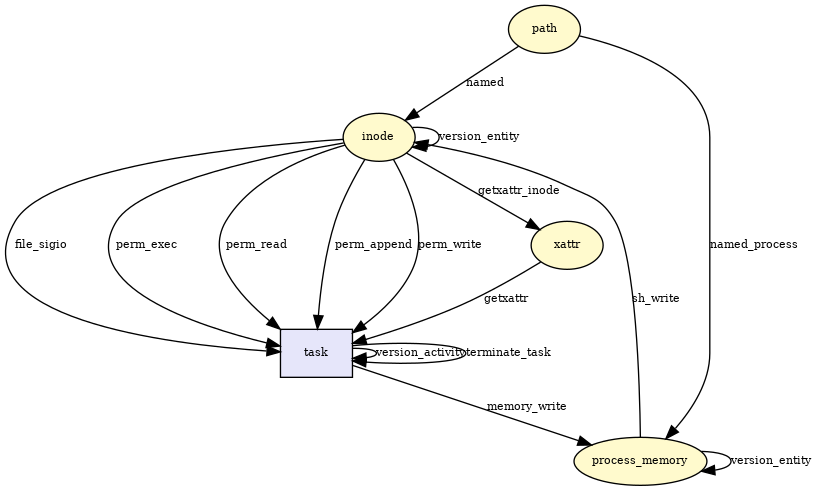 path
named
inode
version_entity
getxattr_inode
file_sigio
perm_exec
perm_read
perm_append
perm_write
xattr
named_process
getxattr
sh_write
task
version_activity
terminate_task
memory_write
process_memory
version_entity